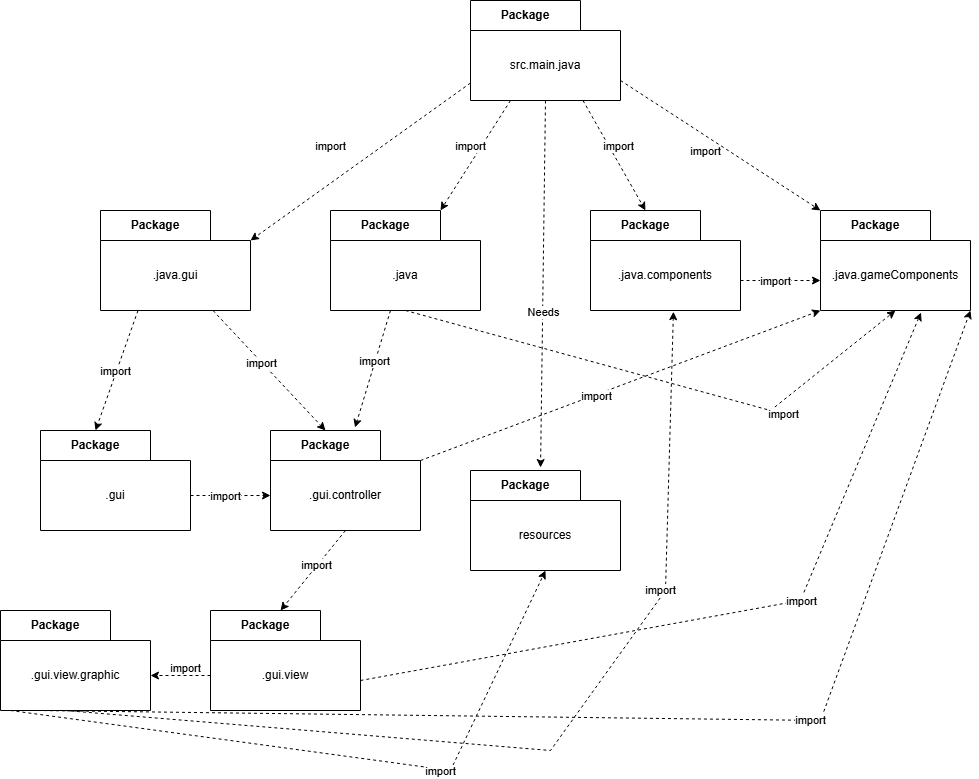 Package
src.main.java
import
import
import
import
Package
.java.gui
Package
.java
Package
.java.components
Package
.java.gameComponents
import
Needs
import
import
import
import
import
Package
.gui
Package
.gui.controller
import
Package
resources
import
import
import
Package
.gui.view.graphic
Package
.gui.view
import
import
import